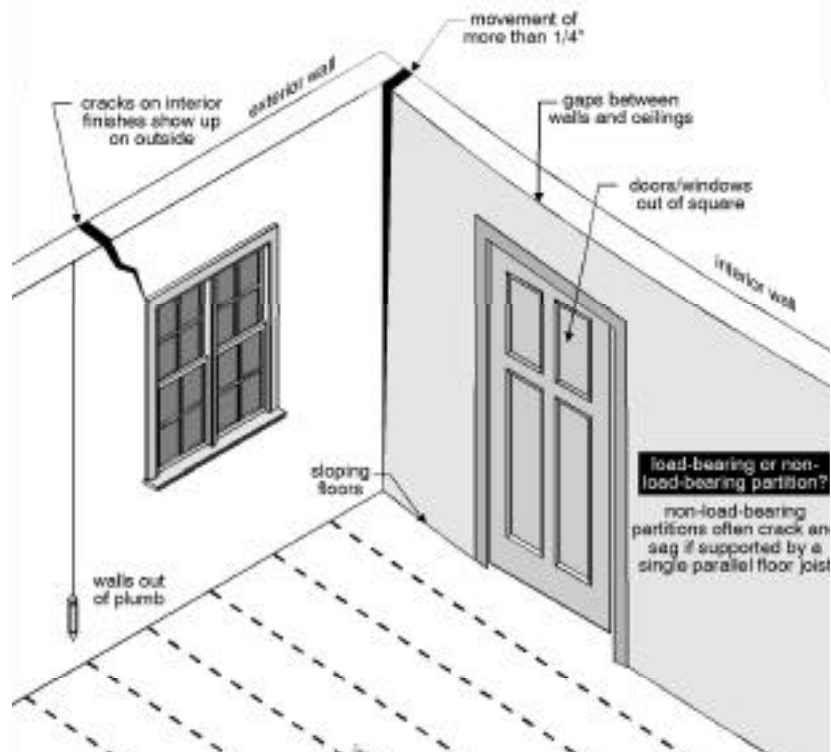 movement of
more than 1/4"
cracks on interior
finishes show up
on outside
exterior wall
gaps between
walls and ceilings
doors/windows
out of square
interior wall
sloping
floors
load-bearing or non-
load-bearing partition?
non-load-bearing
partitions often crack and
sag if supported by a
single parallel floor joist
walls out
of plumb